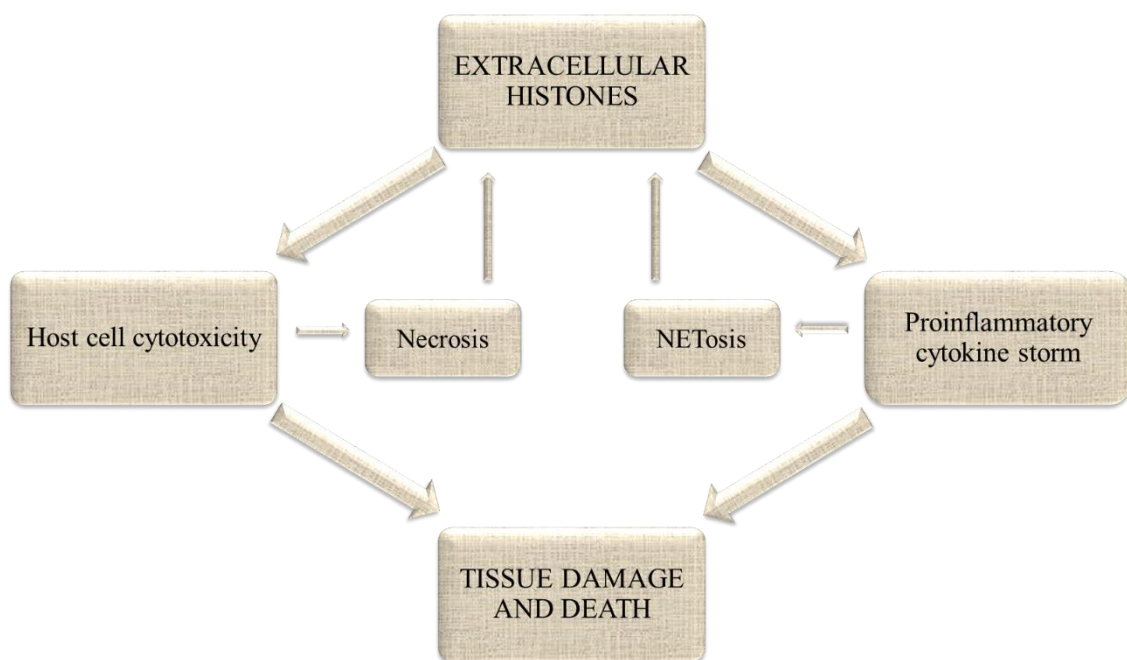 EXTRACELLULAR
HISTONES
Host cell cytotoxicity
Necrosis
NETosis
Proinflammatory
cytokine storm
TISSUE DAMAGE
AND DEATH